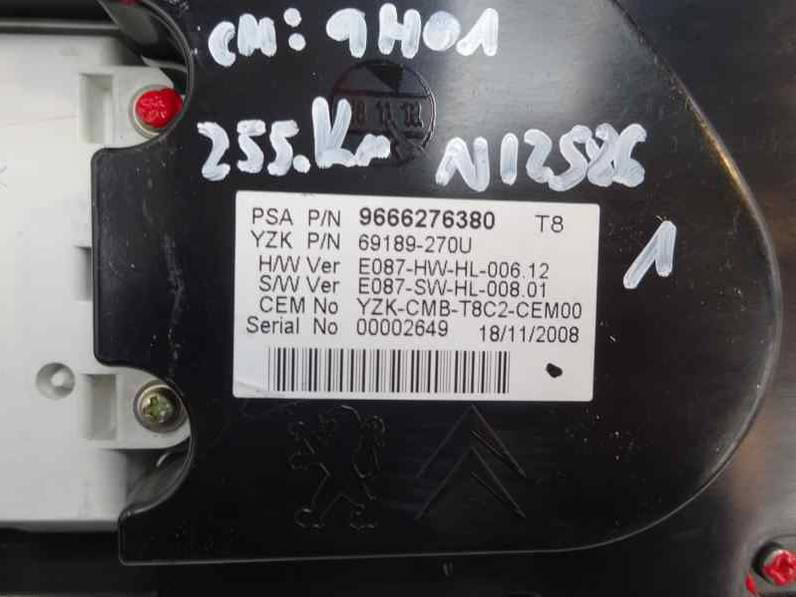 CM: 9H01
255.Km N12586
PSA P/N 9666276380 T8
YZK P/N 69189-270U
H/W Ver E087-HW-HL-006.12
S/W Ver E087-SW-HL-008.01
CEM No YZK-CMB-T8C2-CEM00
Serial No 00002649 18/11/2008
1